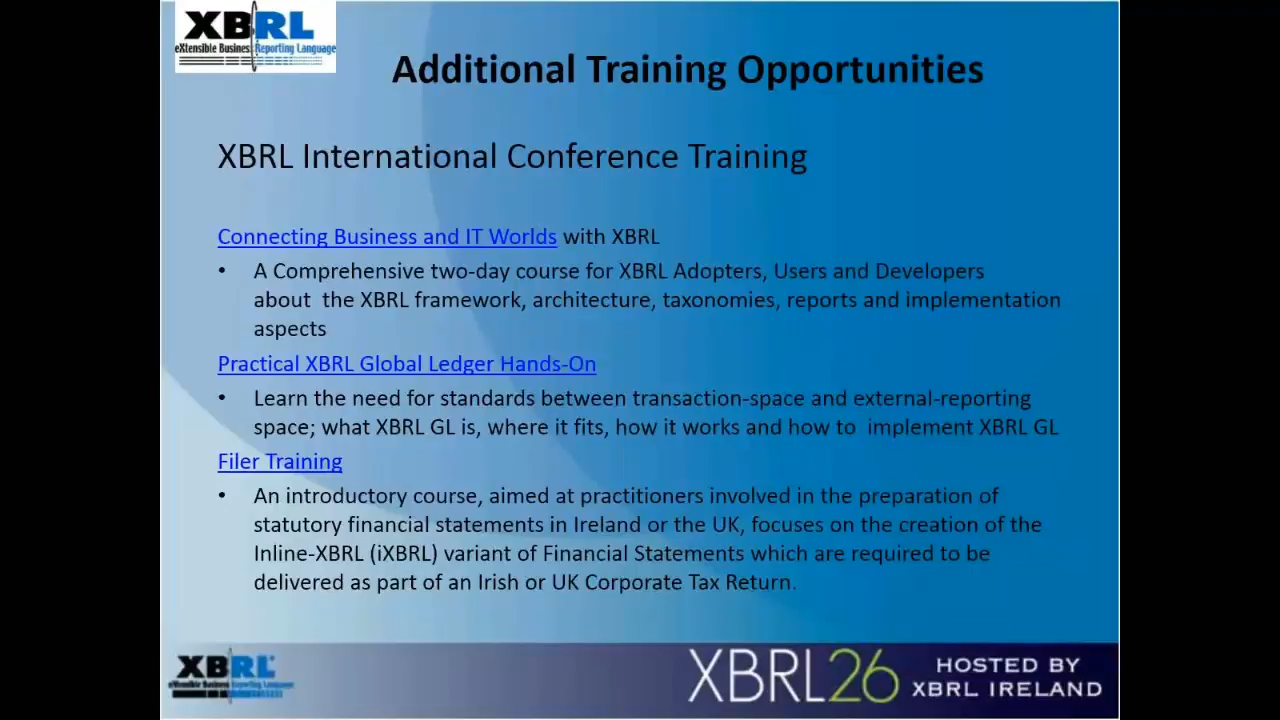 XBRL
eXtensible Business Reporting Language
Additional Training Opportunities
XBRL International Conference Training
Connecting Business and IT Worlds with XBRL
• A Comprehensive two-day course for XBRL Adopters, Users and Developers
about the XBRL framework, architecture, taxonomies, reports and implementation
aspects
Practical XBRL Global Ledger Hands-On
• Learn the need for standards between transaction-space and external-reporting
space; what XBRL GL is, where it fits, how it works and how to implement XBRL GL
Filer Training
• An introductory course, aimed at practitioners involved in the preparation of
statutory financial statements in Ireland or the UK, focuses on the creation of the
Inline-XBRL (iXBRL) variant of Financial Statements which are required to be
delivered as part of an Irish or UK Corporate Tax Return.
XBRL
eXtensible Business Reporting Language
XBRL26
HOSTED BY
XBRL IRELAND